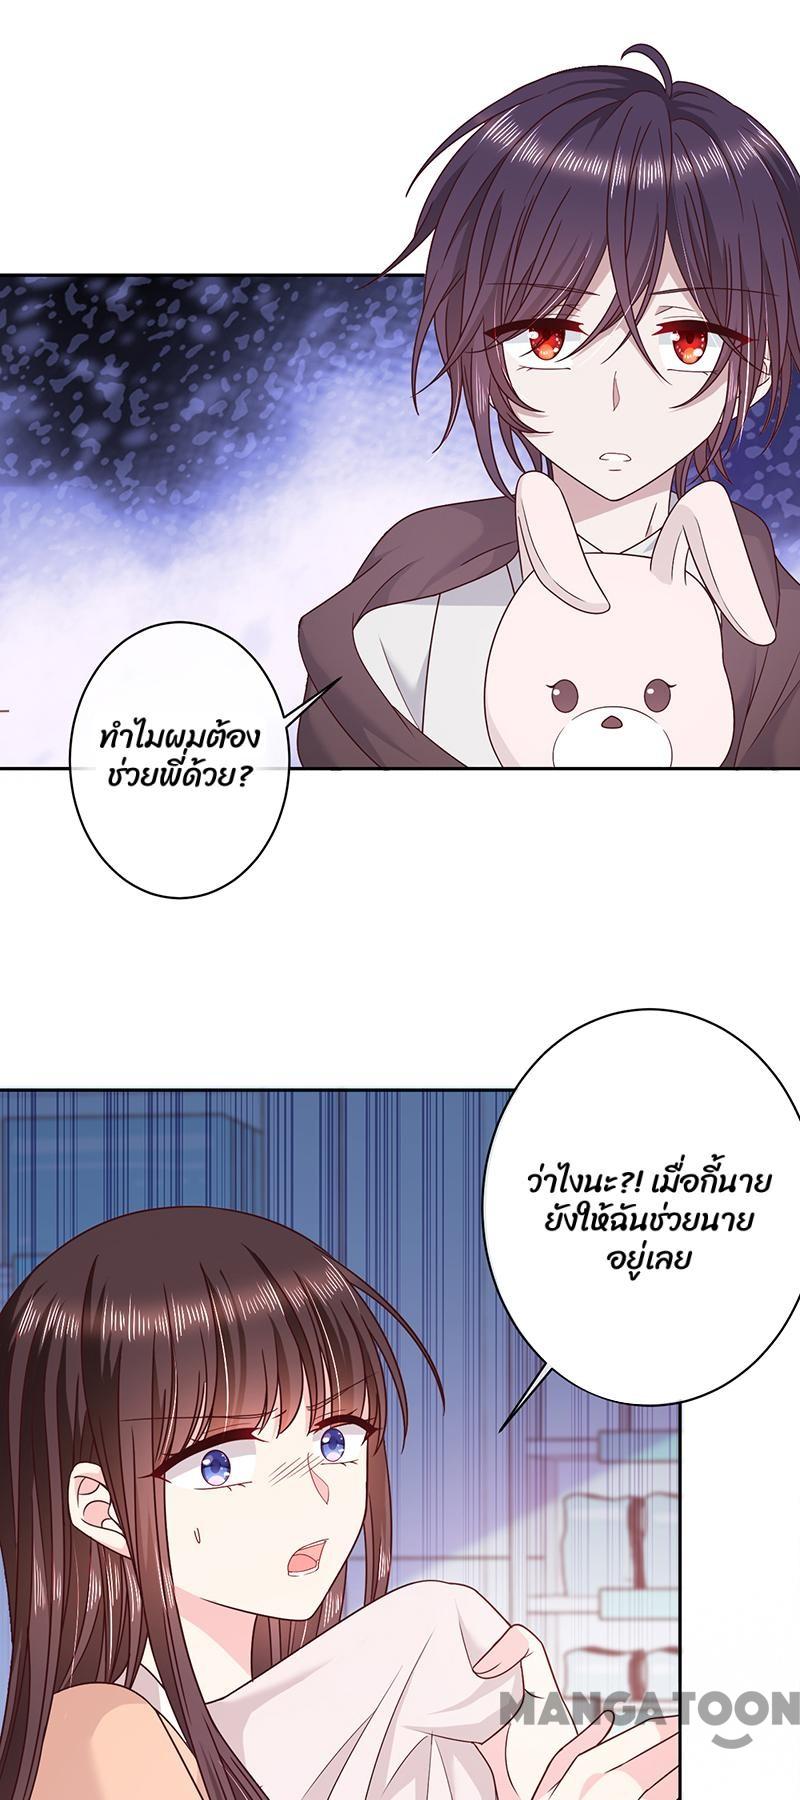 ทำไมผมต้อง
ช่วยพี่ด้วย?
ว่าไงนะ?! เมื่อกี้นาย
ยังให้ฉันช่วยนาย
อยู่เลย
MANGATOON